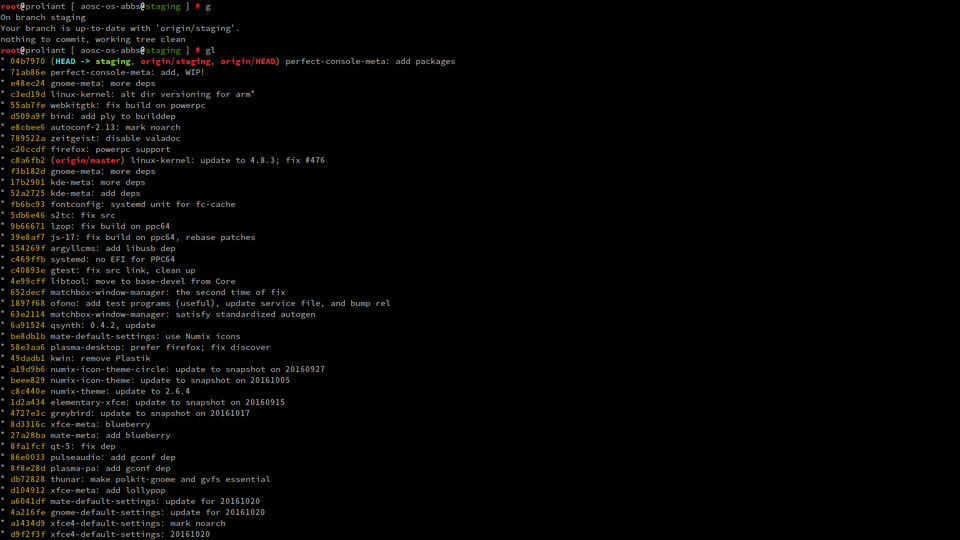 root@proliant [ aosc-os-abbs@staging ] # g
On branch staging
Your branch is up-to-date with 'origin/staging'.
nothing to commit, working tree clean
root@proliant [ aosc-os-abbs@staging ] # gl
* 04b7970 (HEAD -> staging, origin/staging, origin/HEAD) perfect-console-meta: add packages
* 71ab86e perfect-console-meta: add, WIP!
* e48ec24 gnome-meta: more deps
* c3ed19d linux-kernel: alt dir versioning for arm*
* 55ab7fe webkitgtk: fix build on powerpc
* d509a9f bind: add ply to builddep
* e8cbee6 autoconf-2.13: mark noarch
* 789522a zeitgeist: disable valadoc
* c20ccdf firefox: powerpc support
* c8a6fb2 (origin/master) linux-kernel: update to 4.8.3; fix #476
* f3b182d gnome-meta: more deps
* 17b2901 kde-meta: more deps
* 52a2725 kde-meta: add deps
* fb6bc93 fontconfig: systemd unit for fc-cache
* 5db6e46 s2tc: fix src
* 9b66671 lzop: fix build on ppc64
* 39e8af7 js-17: fix build on ppc64, rebase patches
* 154269f argyllcms: add libusb dep
* c469ffb systemd: no EFI for PPC64
* c40893e gtest: fix src link, clean up
* 4e99cff libtool: move to base-devel from Core
* 652decf matchbox-window-manager: the second time of fix
* 1897f68 ofono: add test programs (useful), update service file, and bump rel
* 63e2114 matchbox-window-manager: satisfy standardized autogen
* 6a91524 qsynth: 0.4.2, update
* be8db1b mate-default-settings: use Numix icons
* 58e3aa6 plasma-desktop: prefer firefox; fix discover
* 49dadb1 kwin: remove Plastik
* a19d9b6 numix-icon-theme-circle: update to snapshot on 20160927
* beee829 numix-icon-theme: update to snapshot on 20161005
* c8c440e numix-theme: update to 2.6.4
* 1d2a434 elementary-xfce: update to snapshot on 20160915
* 4727e3c greybird: update to snapshot on 20161017
* 8d3316c xfce-meta: blueberry
* 27a28ba mate-meta: add blueberry
* 8fa1fcf qt-5: fix dep
* 86e0033 pulseaudio: add gconf dep
* 8f8e28d plasma-pa: add gconf dep
* db72828 thunar: make polkit-gnome and gvfs essential
* d104912 xfce-meta: add lollypop
* a6041df mate-default-settings: update for 20161020
* 4a216fe gnome-default-settings: update for 20161020
* a1434d9 xfce4-default-settings: mark noarch
* d9f2f3f xfce4-default-settings: 20161020